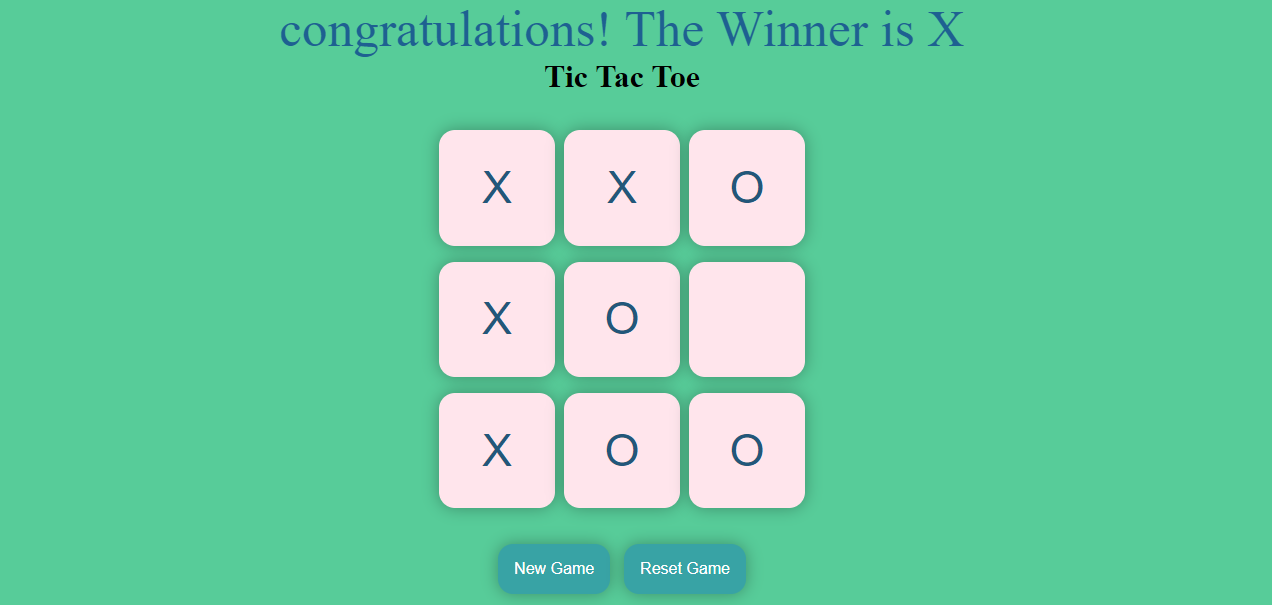 congratulations! The Winner is X
Tic Tac Toe
X X O
X O
X O O
New Game Reset Game